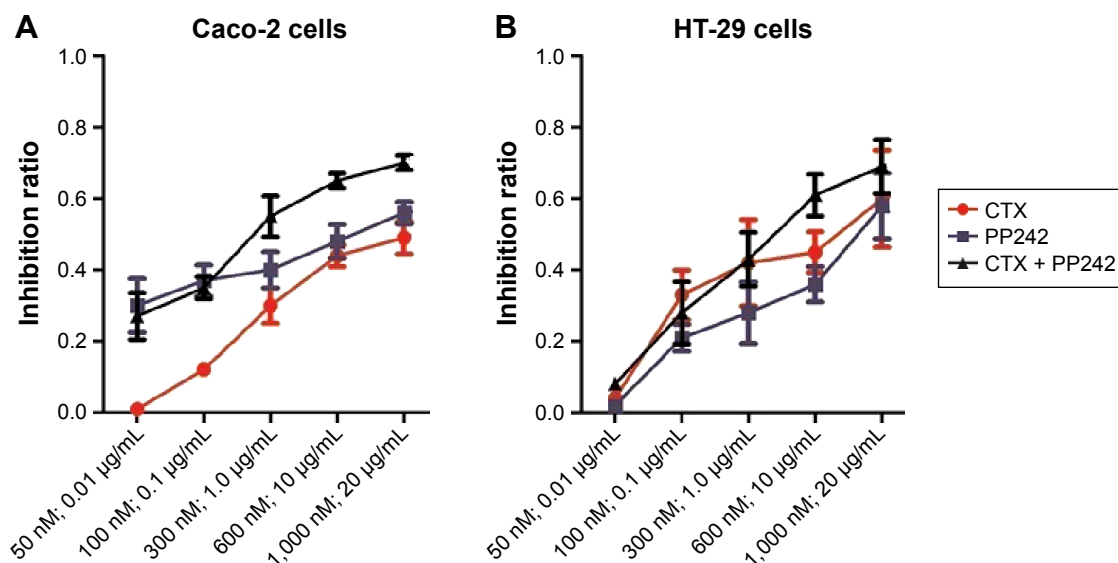 A
Caco-2 cells
Inhibition ratio
1.0
0.8
0.6
0.4
0.2
0.0
50 nM; 0.01 µg/mL
100 nM; 0.1 µg/mL
300 nM; 1.0 µg/mL
600 nM; 10 µg/mL
1,000 nM; 20 µg/mL
B
HT-29 cells
Inhibition ratio
1.0
0.8
0.6
0.4
0.2
0.0
50 nM; 0.01 µg/mL
100 nM; 0.1 µg/mL
300 nM; 1.0 µg/mL
600 nM; 10 µg/mL
1,000 nM; 20 µg/mL
CTX
PP242
CTX + PP242